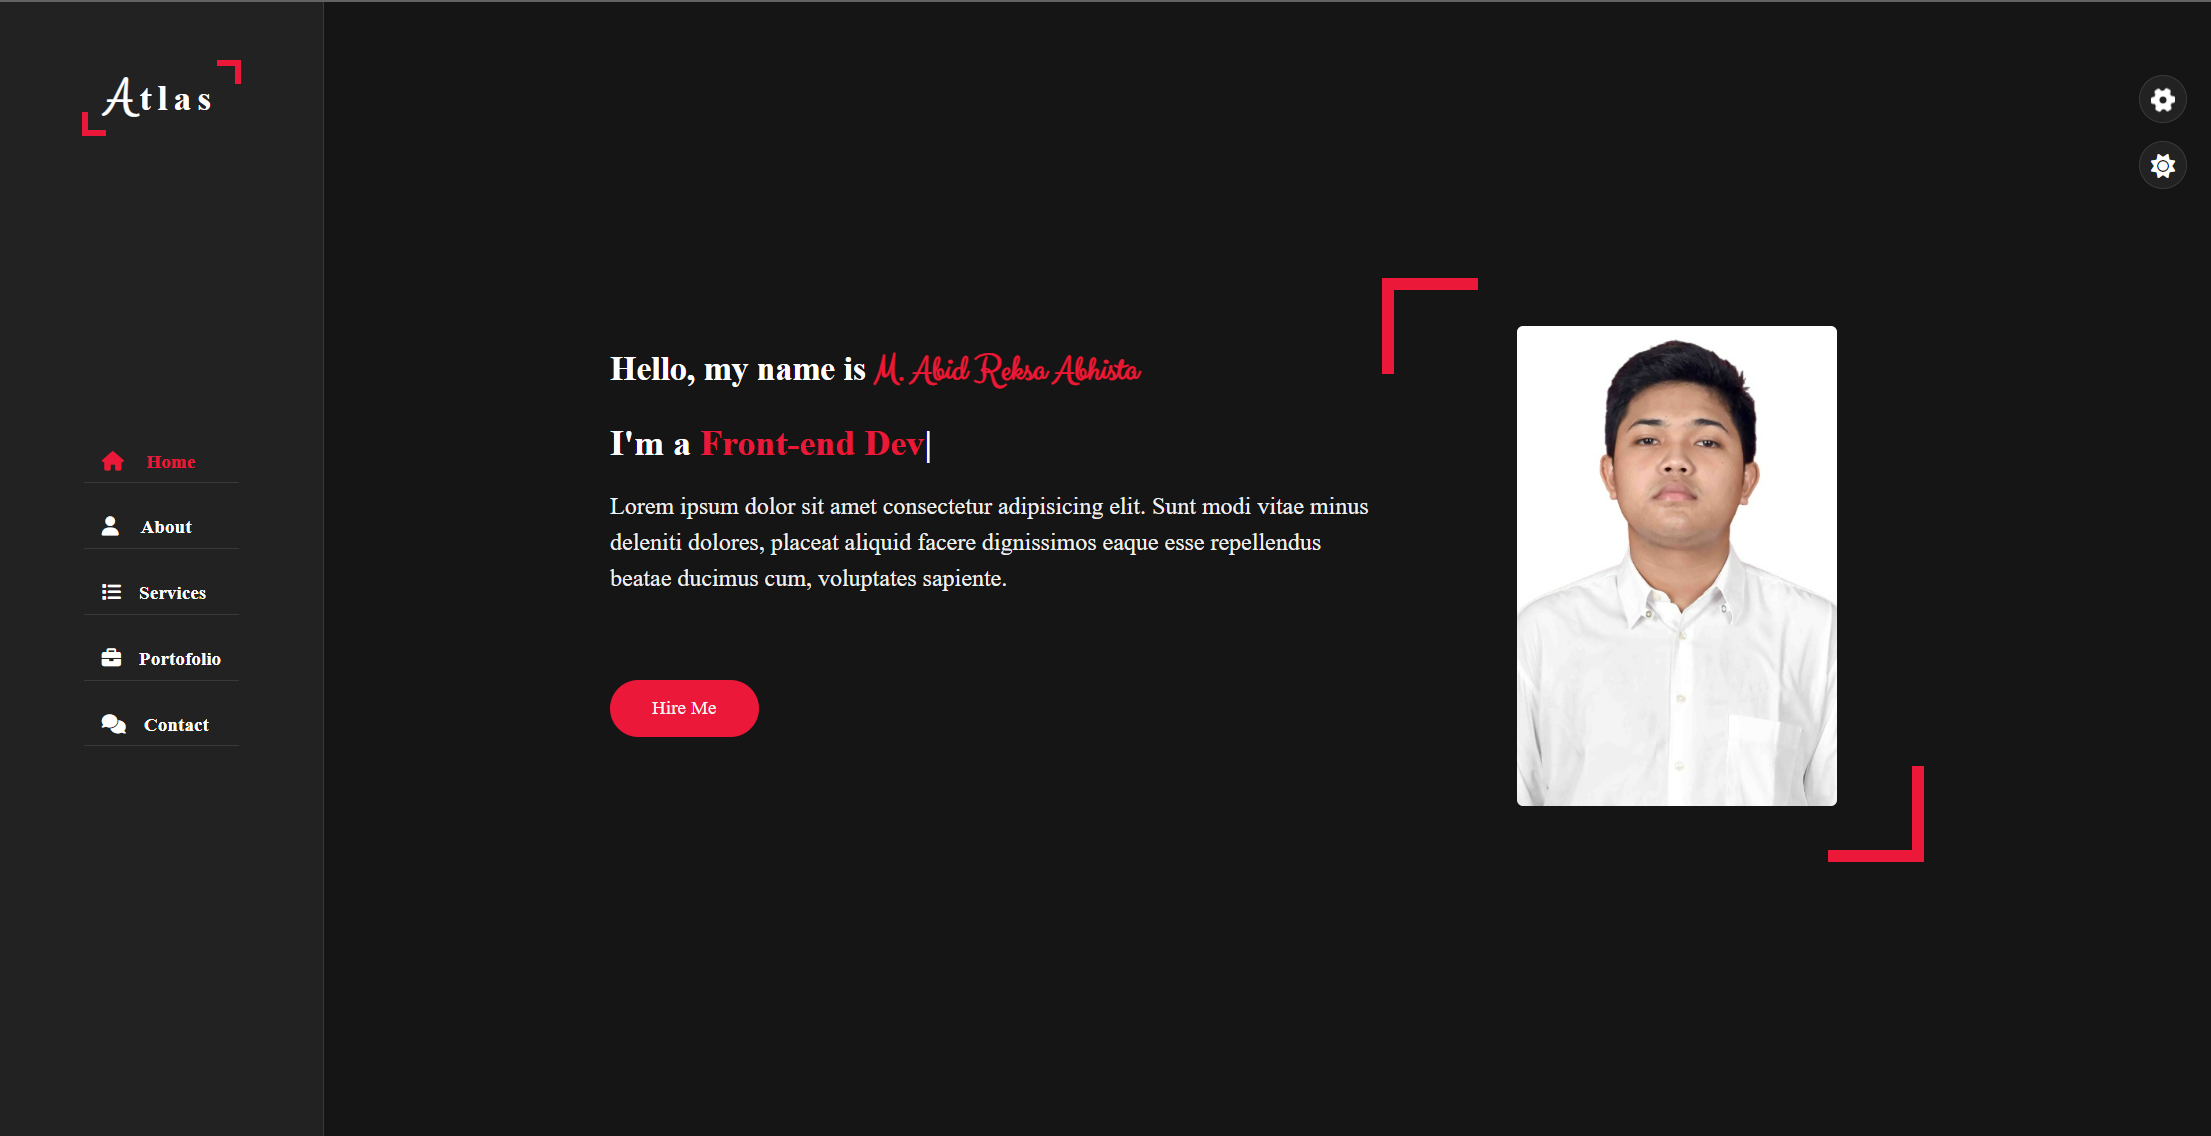 Atlas
Home
About
Services
Portofolio
Contact
Hello, my name is M. Abid Reksa Abhista
I'm a Front-end Dev|
Lorem ipsum dolor sit amet consectetur adipisicing elit. Sunt modi vitae minus
deleniti dolores, placeat aliquid facere dignissimos eaque esse repellendus
beatae ducimus cum, voluptates sapiente.
Hire Me